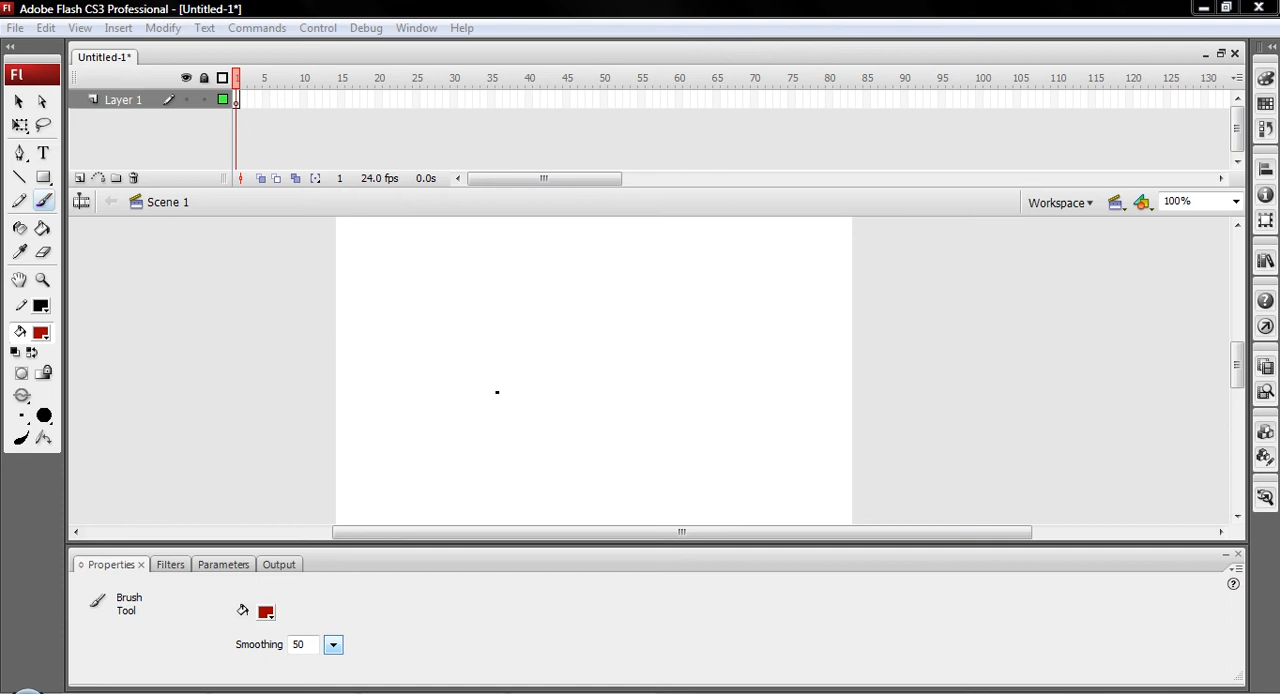 Fl Adobe Flash CS3 Professional - [Untitled-1*]
File Edit View Insert Modify Text Commands Control Debug Window Help
Untitled-1*
Fl
1 5 10 15 20 25 30 35 40 45 50 55 60 65 70 75 80 85 90 95 100 105 110 115 120 125 130
Layer 1
1 24.0 fps 0.0s
Scene 1 Workspace 100%
T
Properties Filters Parameters Output
Brush
Tool
Smoothing 50